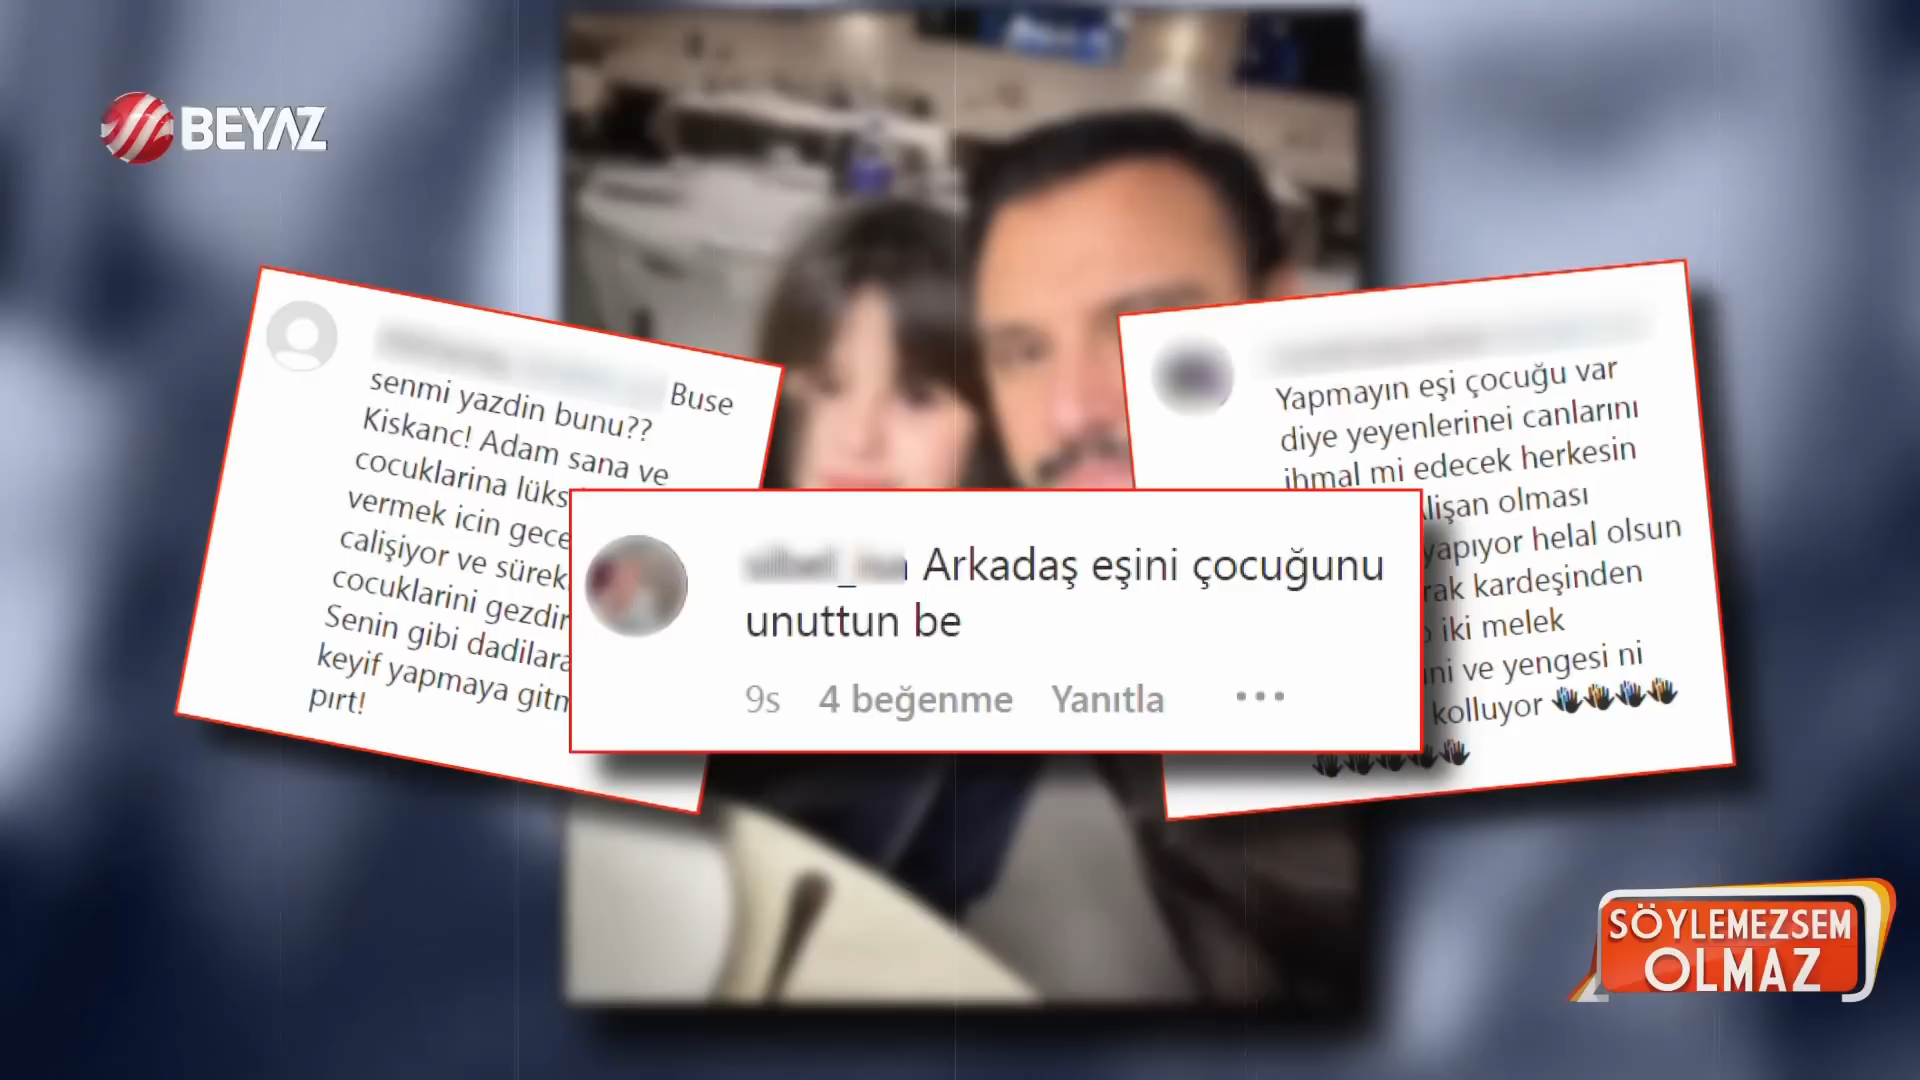 BEYAZ
Buse
senmi yazdin bunu??
Kiskanc! Adam sana ve
cocuklarina lüks
vermek icin gece
calişiyor ve sürek
cocuklarini gezdir
Senin gibi dadilara
keyif yapmaya gitm
pırt!
Arkadaş eşini çocuğunu
unuttun be
9s 4 beğenme Yanıtla ...
Yapmayın eşi çocuğu var
diye yeyenlerinei canlarını
ihmal mi edecek herkesin
lişan olması
yapıyor helal olsun
rak kardeşinden
iki melek
ni ve yengesi ni
kolluyor
SÖYLEMEZSEM
OLMAZ